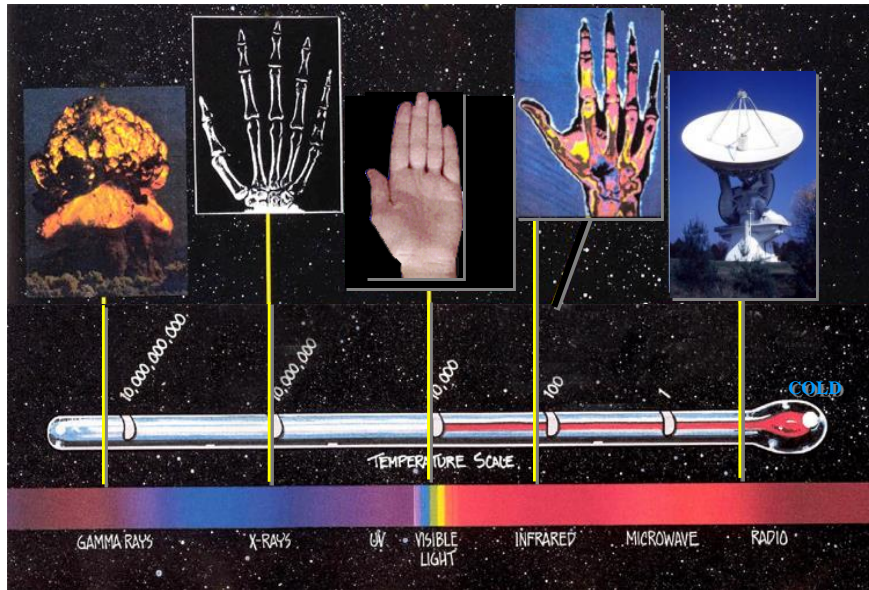 10,000,000,000
10,000,000
10,000
100
1
COLD
TEMPERATURE SCALE
GAMMA RAYS
X-RAYS
UV
VISIBLE
LIGHT
INFRARED
MICROWAVE
RADIO